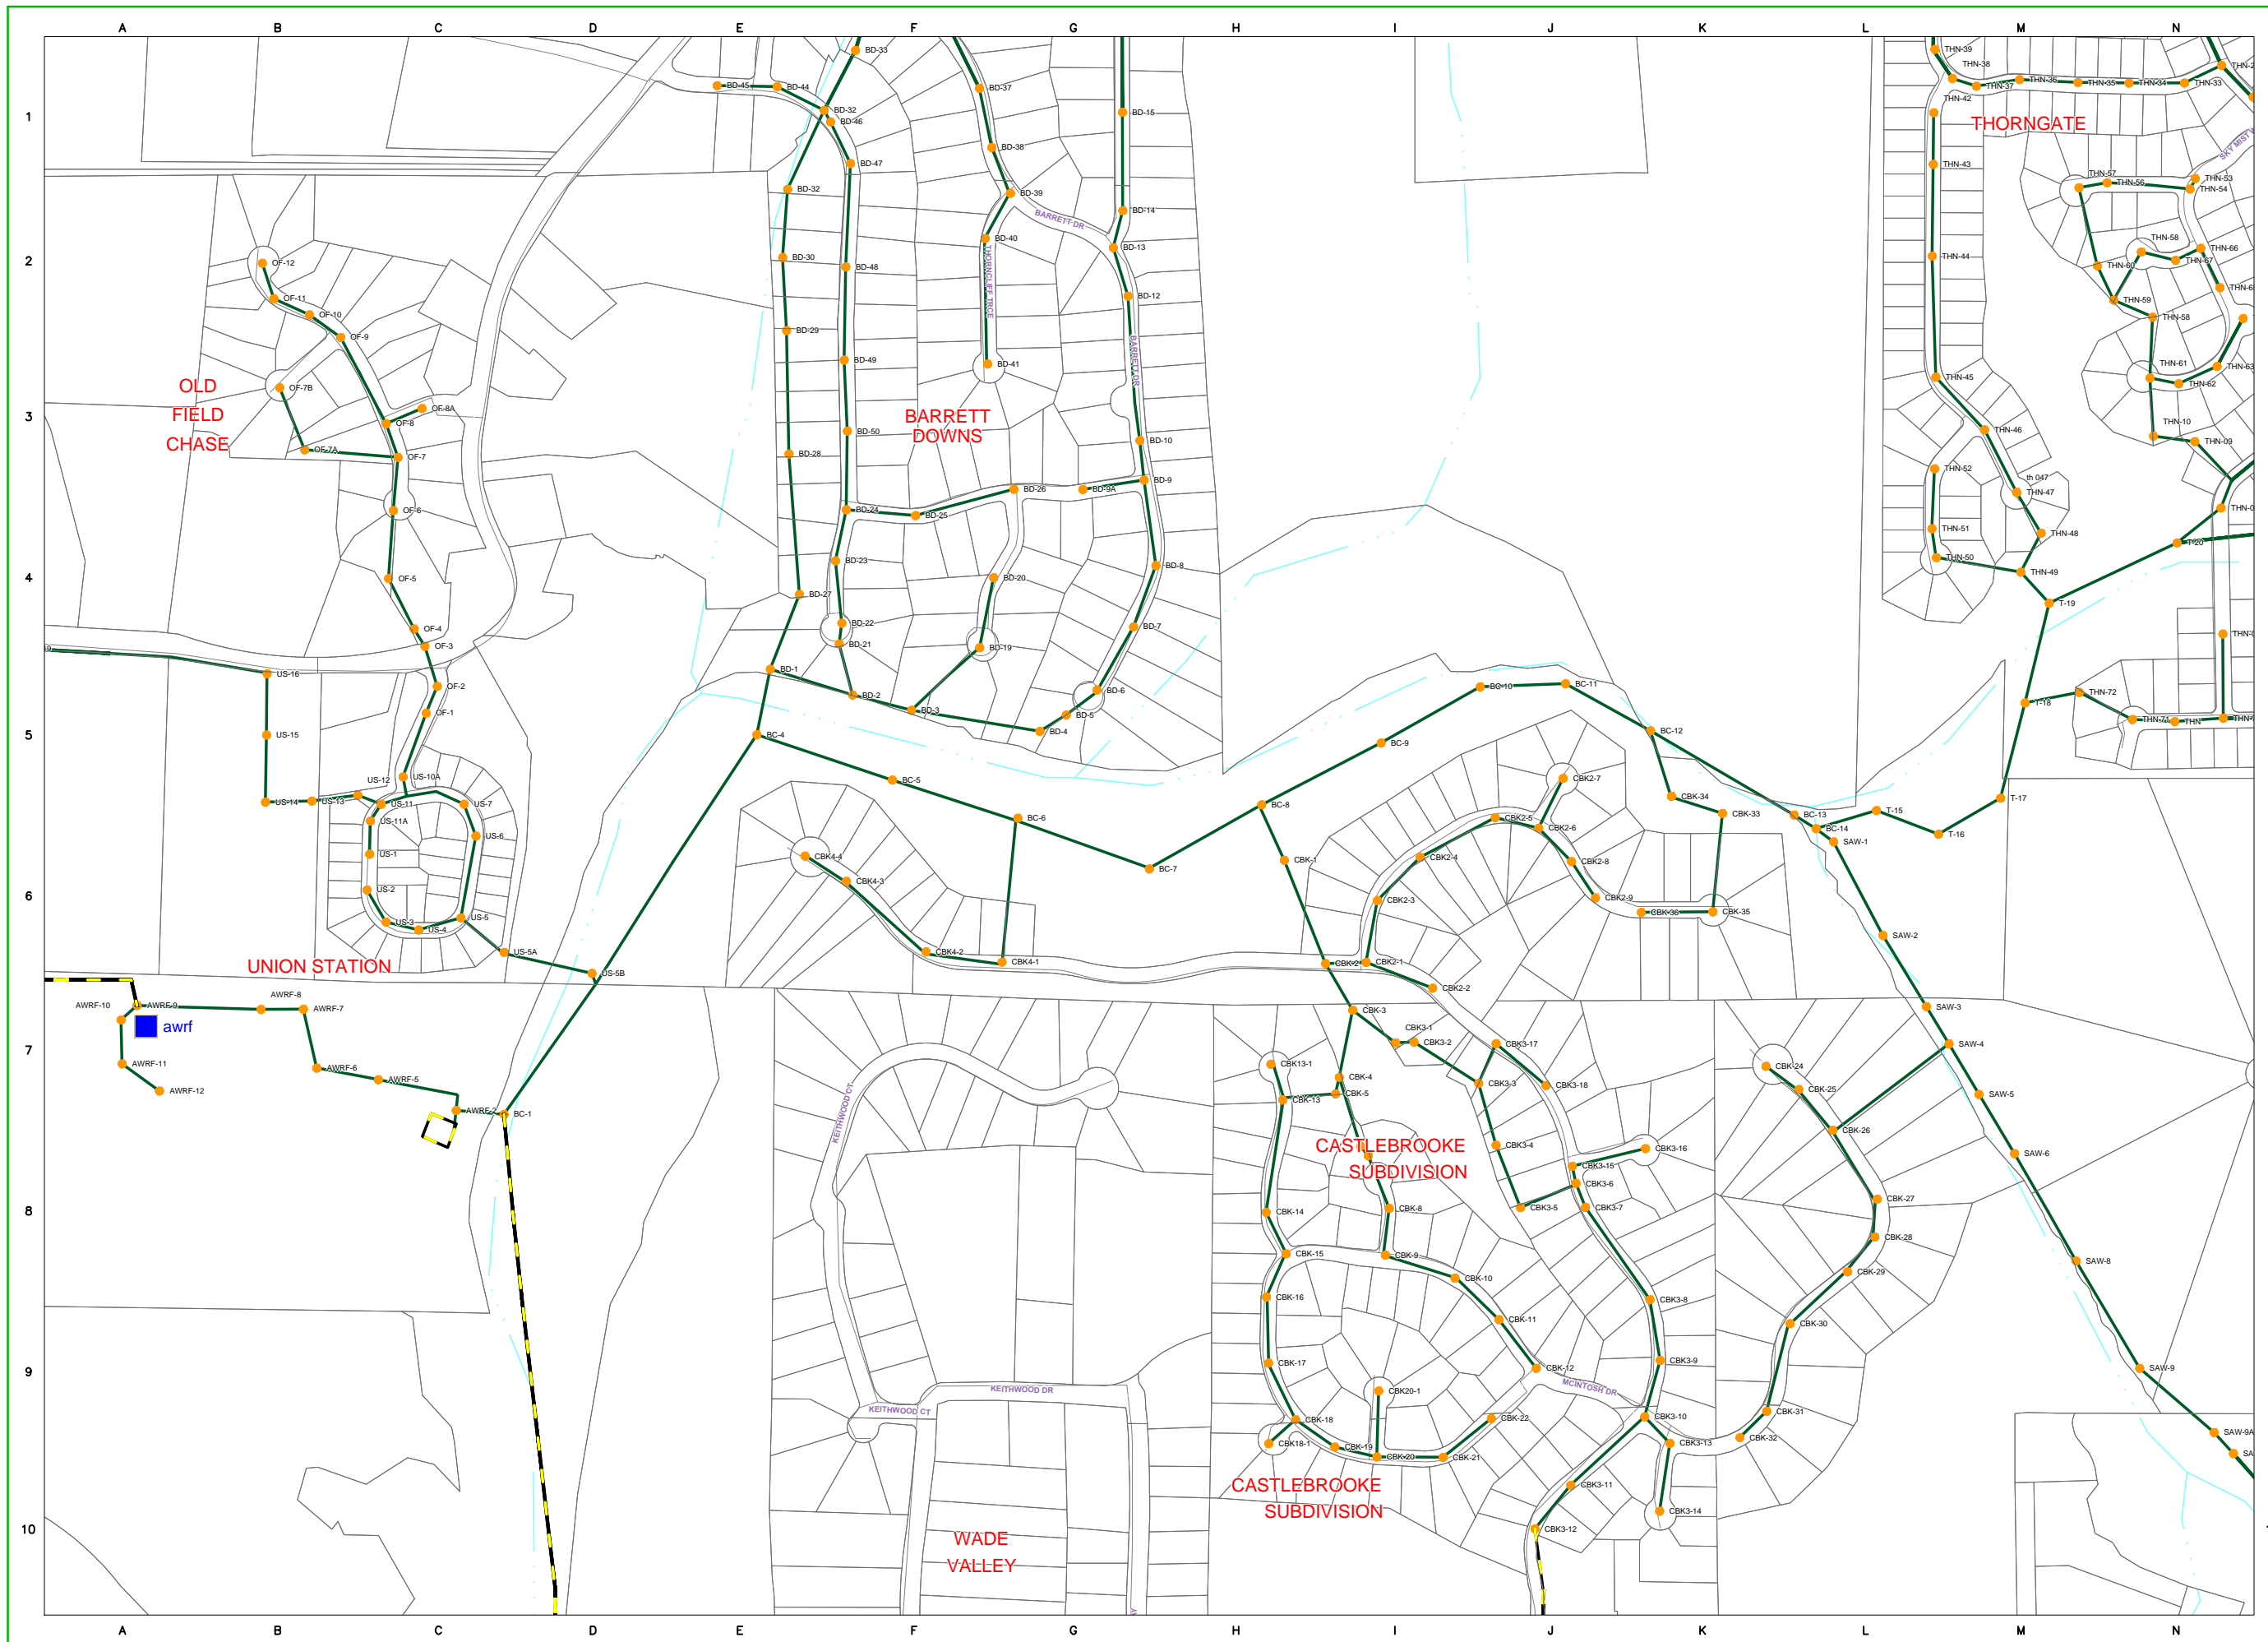 A B C D E F G H I J K L M N
1
2
3
4
5
6
7
8
9
10
BD-33
BD-45
BD-44
BD-32
BD-46
BD-47
BD-37
BD-38
BD-39
BD-15
BD-14
BD-32
BARRETT DR
BD-40
BD-13
BD-30
BD-48
THORNCLIFF TRCE
BD-12
BD-29
BD-49
BD-41
BARRETT DR
BARRETT
DOWNS
BD-50
BD-10
BD-28
BD-26
BD-9A
BD-9
BD-24
BD-25
BD-23
BD-20
BD-8
BD-27
BD-22
BD-21
BD-19
BD-7
BD-1
BD-2
BD-3
BD-6
BD-5
BD-4
THN-39
THN-38
THN-37
THN-36
THN-35
THN-34
THN-33
THN-42
THORNGATE
THN-43
THN-57
THN-56
THN-53
THN-54
THN-44
THN-58
THN-66
THN-67
THN-60
THN-59
THN-58
THN-61
THN-62
THN-63
THN-45
THN-46
THN-10
THN-09
THN-52
th 047
THN-47
THN-51
THN-48
THN-50
THN-49
T-20
T-19
T-18
THN-72
THN-71
THN
T-17
T-16
T-15
OF-12
OF-11
OF-10
OF-9
OLD
FIELD
CHASE
OF-7B
OF-8A
OF-8
OF-7A
OF-7
OF-6
OF-5
OF-4
OF-3
OF-2
OF-1
US-16
US-15
US-12
US-10A
US-14
US-13
US-11
US-7
US-11A
US-6
US-1
US-2
US-3
US-4
US-5
US-5A
US-5B
UNION STATION
BC-4
BC-5
BC-6
BC-7
BC-8
BC-9
BC-10
BC-11
BC-12
BC-13
BC-14
CBK4-4
CBK4-3
CBK4-2
CBK4-1
CBK-1
CBK-2
CBK2-1
CBK2-2
CBK2-3
CBK2-4
CBK2-5
CBK2-6
CBK2-7
CBK2-8
CBK2-9
CBK-34
CBK-33
CBK-36
CBK-35
SAW-1
SAW-2
SAW-3
SAW-4
SAW-5
SAW-6
SAW-8
SAW-9
SAW-9A
AWRF-10
AWRF-9
AWRF-8
AWRF-7
awrf
AWRF-11
AWRF-12
AWRF-6
AWRF-5
AWRF-2
BC-1
KEITHWOOD CT
KEITHWOOD DR
KEITHWOOD CT
WADE
VALLEY
CBK-3
CBK3-1
CBK3-2
CBK3-17
CBK13-1
CBK-4
CBK-5
CBK-13
CBK3-3
CBK3-18
CASTLEBROOKE
SUBDIVISION
CBK3-4
CBK3-16
CBK3-15
CBK3-6
CBK3-5
CBK3-7
CBK-14
CBK-8
CBK-15
CBK-9
CBK-10
CBK-16
CBK-11
CBK3-8
CBK-17
CBK-12
CBK3-9
MCINTOSH DR
CBK20-1
CBK-18
CBK-22
CBK3-10
CBK18-1
CBK-19
CBK-20
CBK-21
CBK3-13
CASTLEBROOKE
SUBDIVISION
CBK3-11
CBK3-14
CBK3-12
CBK-24
CBK-25
CBK-26
CBK-27
CBK-28
CBK-29
CBK-30
CBK-31
CBK-32
A B C D E F G H I J K L M N